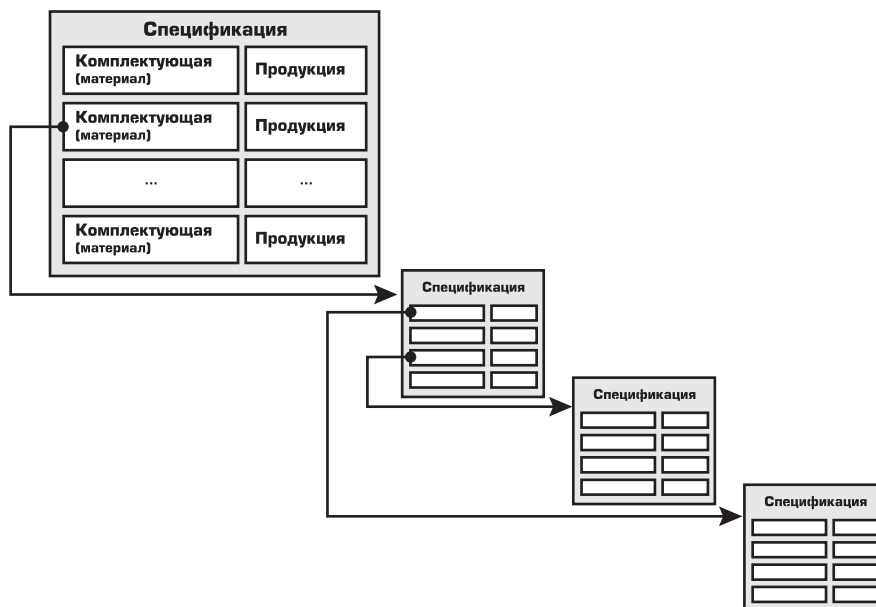 Спецификация
Комплектующая
(материал)
Продукция
Комплектующая
(материал)
Продукция
...
...
Комплектующая
(материал)
Продукция
Спецификация
Спецификация
Спецификация